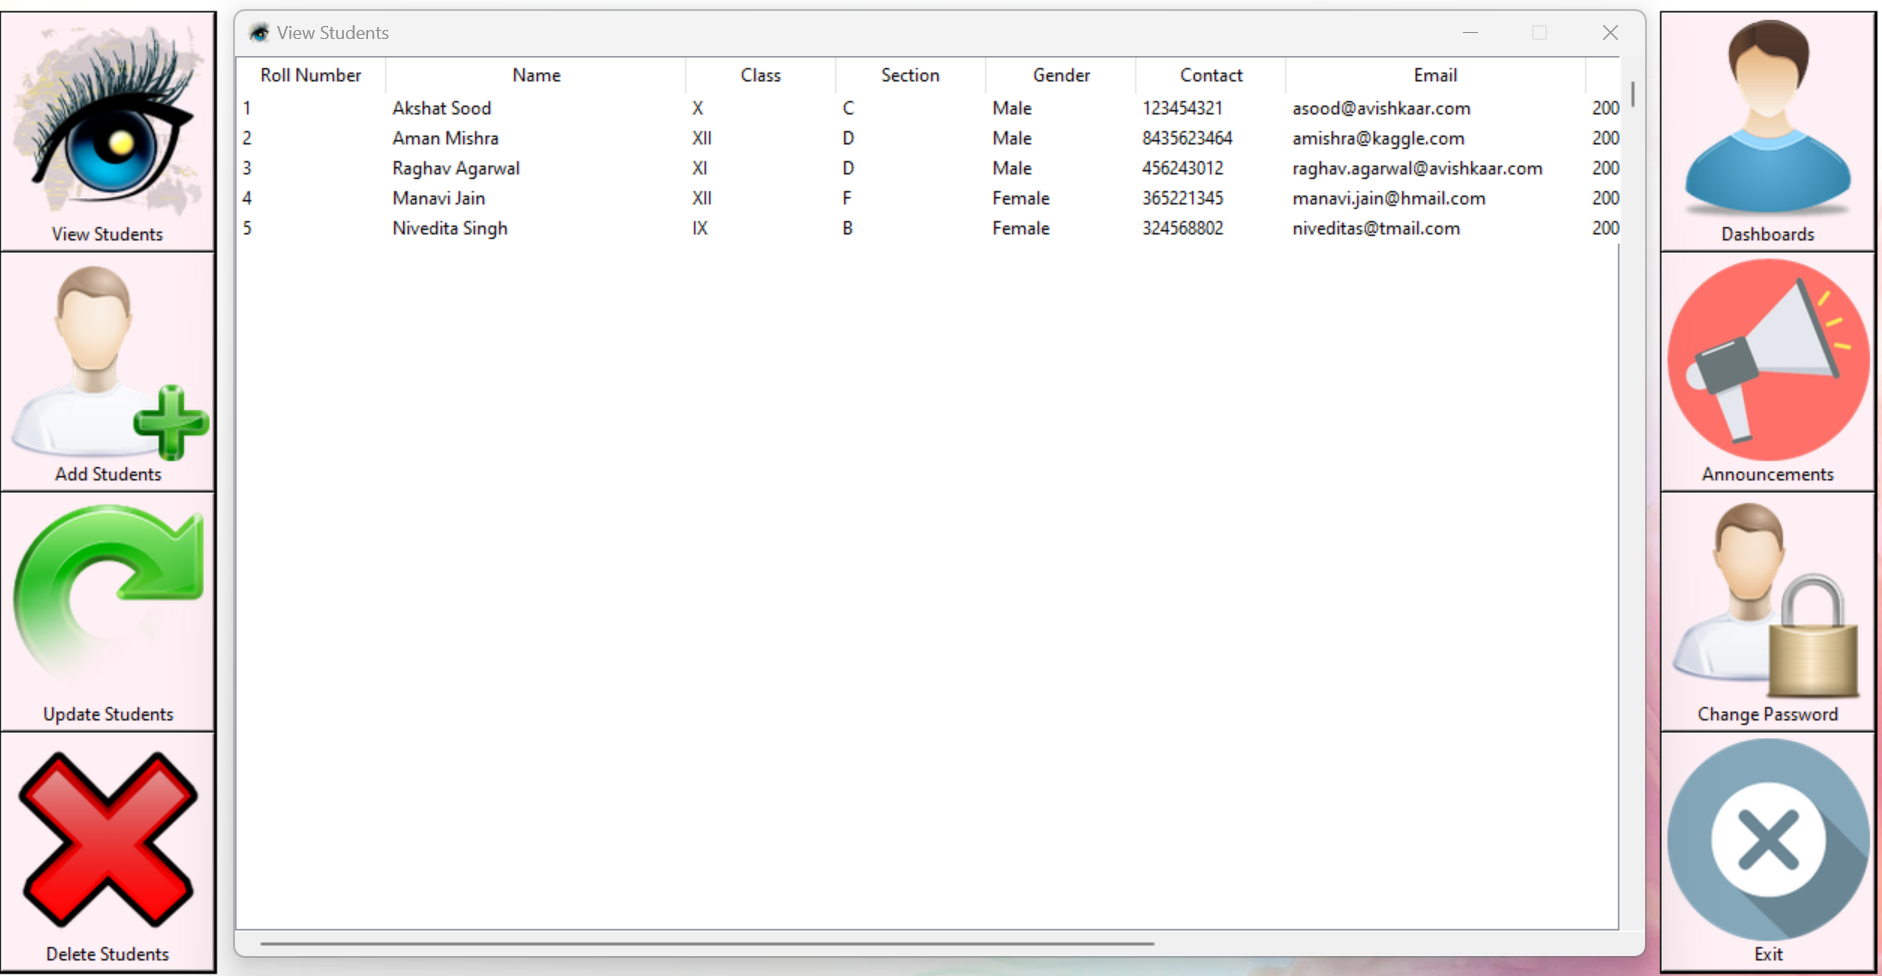 View Students
Roll Number Name Class Section Gender Contact Email
1 Akshat Sood X C Male 123454321 asood@avishkaar.com 200
2 Aman Mishra XII D Male 8435623464 amishra@kaggle.com 200
3 Raghav Agarwal XI D Male 456243012 raghav.agarwal@avishkaar.com 200
4 Manavi Jain XII F Female 365221345 manavi.jain@hmail.com 200
5 Nivedita Singh IX B Female 324568802 niveditas@tmail.com 200
View Students
Add Students
Update Students
Delete Students
Dashboards
Announcements
Change Password
Exit